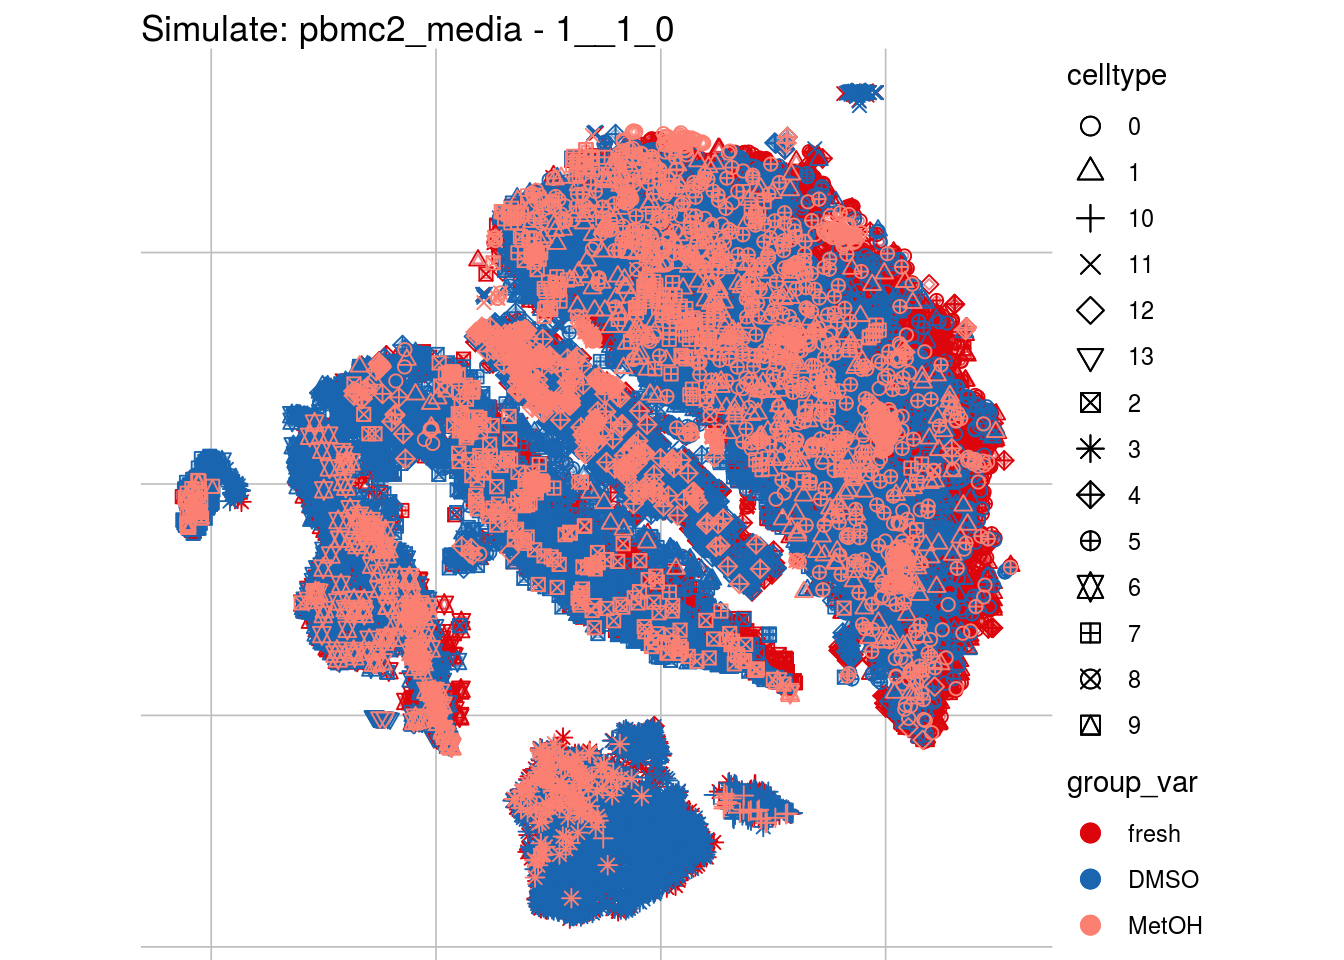 Simulate: pbmc2_media - 1__1_0
celltype
0
1
10
11
12
13
2
3
4
5
6
7
8
9
group_var
fresh
DMSO
MetOH